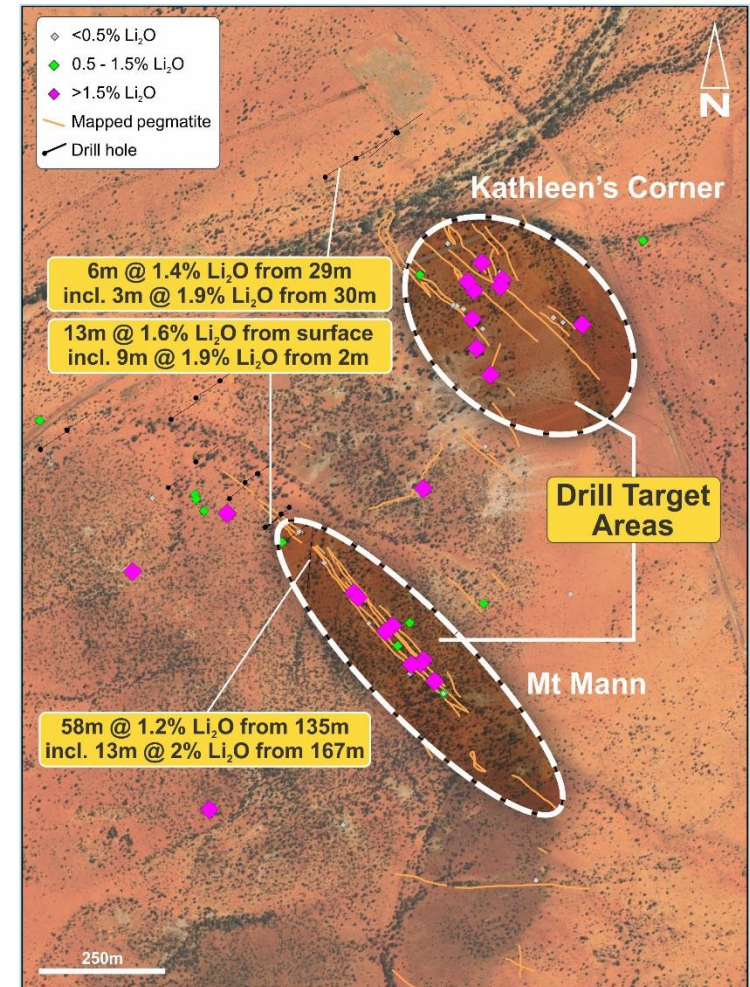 <0.5% Li₂O
0.5 - 1.5% Li₂O
>1.5% Li₂O
Mapped pegmatite
Drill hole
N
Kathleen's Corner
6m @ 1.4% Li₂O from 29m
incl. 3m @ 1.9% Li₂O from 30m
13m @ 1.6% Li₂O from surface
incl. 9m @ 1.9% Li₂O from 2m
Drill Target
Areas
Mt Mann
58m @ 1.2% Li₂O from 135m
incl. 13m @ 2% Li₂O from 167m
250m